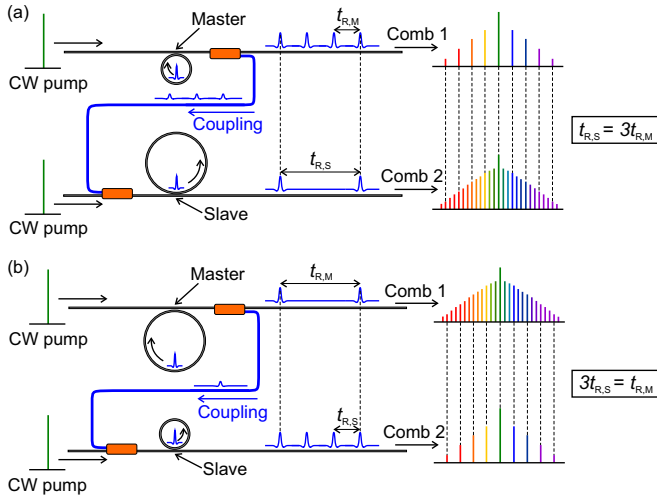 (a)
Master
t_R,M
Comb 1
CW pump
Coupling
t_R,S = 3t_R,M
t_R,S
Comb 2
CW pump
Slave
(b)
Master
t_R,M
Comb 1
CW pump
Coupling
3t_R,S = t_R,M
t_R,S
Comb 2
CW pump
Slave